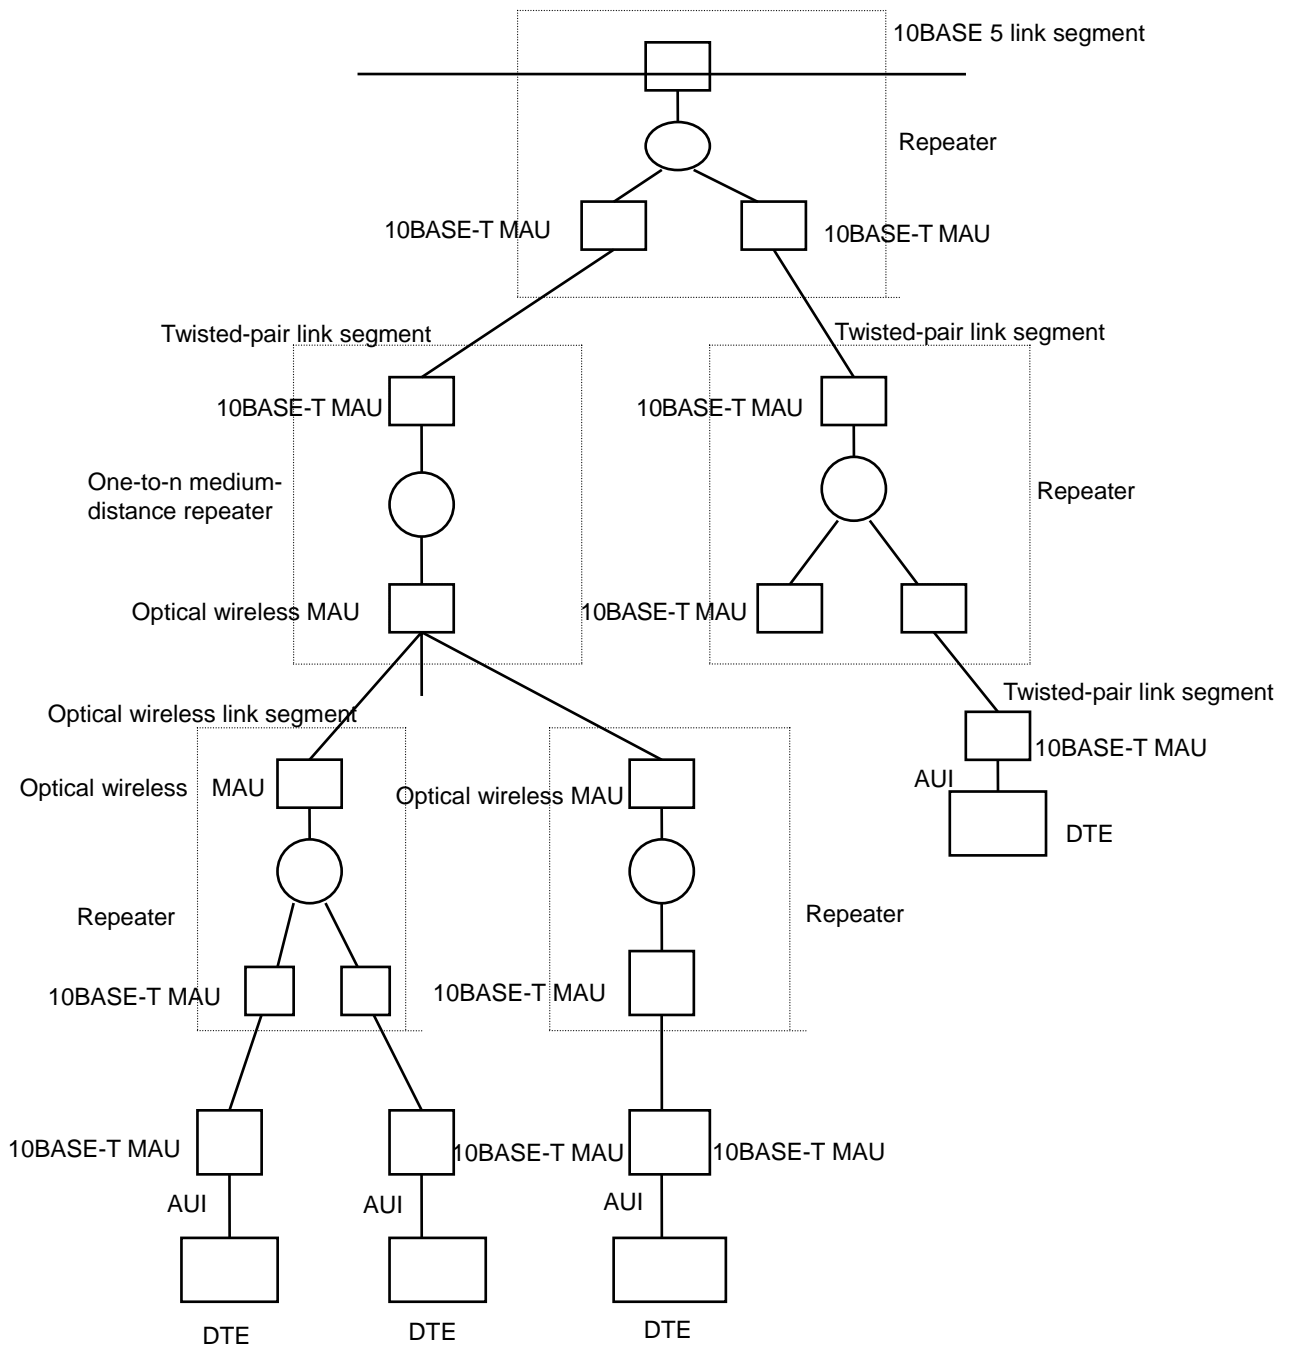 10BASE 5 link segment
Repeater
10BASE-T MAU
10BASE-T MAU
Twisted-pair link segment
Twisted-pair link segment
10BASE-T MAU
10BASE-T MAU
One-to-n medium-
distance repeater
Repeater
Optical wireless MAU
10BASE-T MAU
Twisted-pair link segment
Optical wireless link segment
10BASE-T MAU
AUI
Optical wireless MAU
Optical wireless MAU
DTE
Repeater
Repeater
10BASE-T MAU
10BASE-T MAU
10BASE-T MAU
10BASE-T MAU
10BASE-T MAU
AUI
AUI
AUI
DTE
DTE
DTE